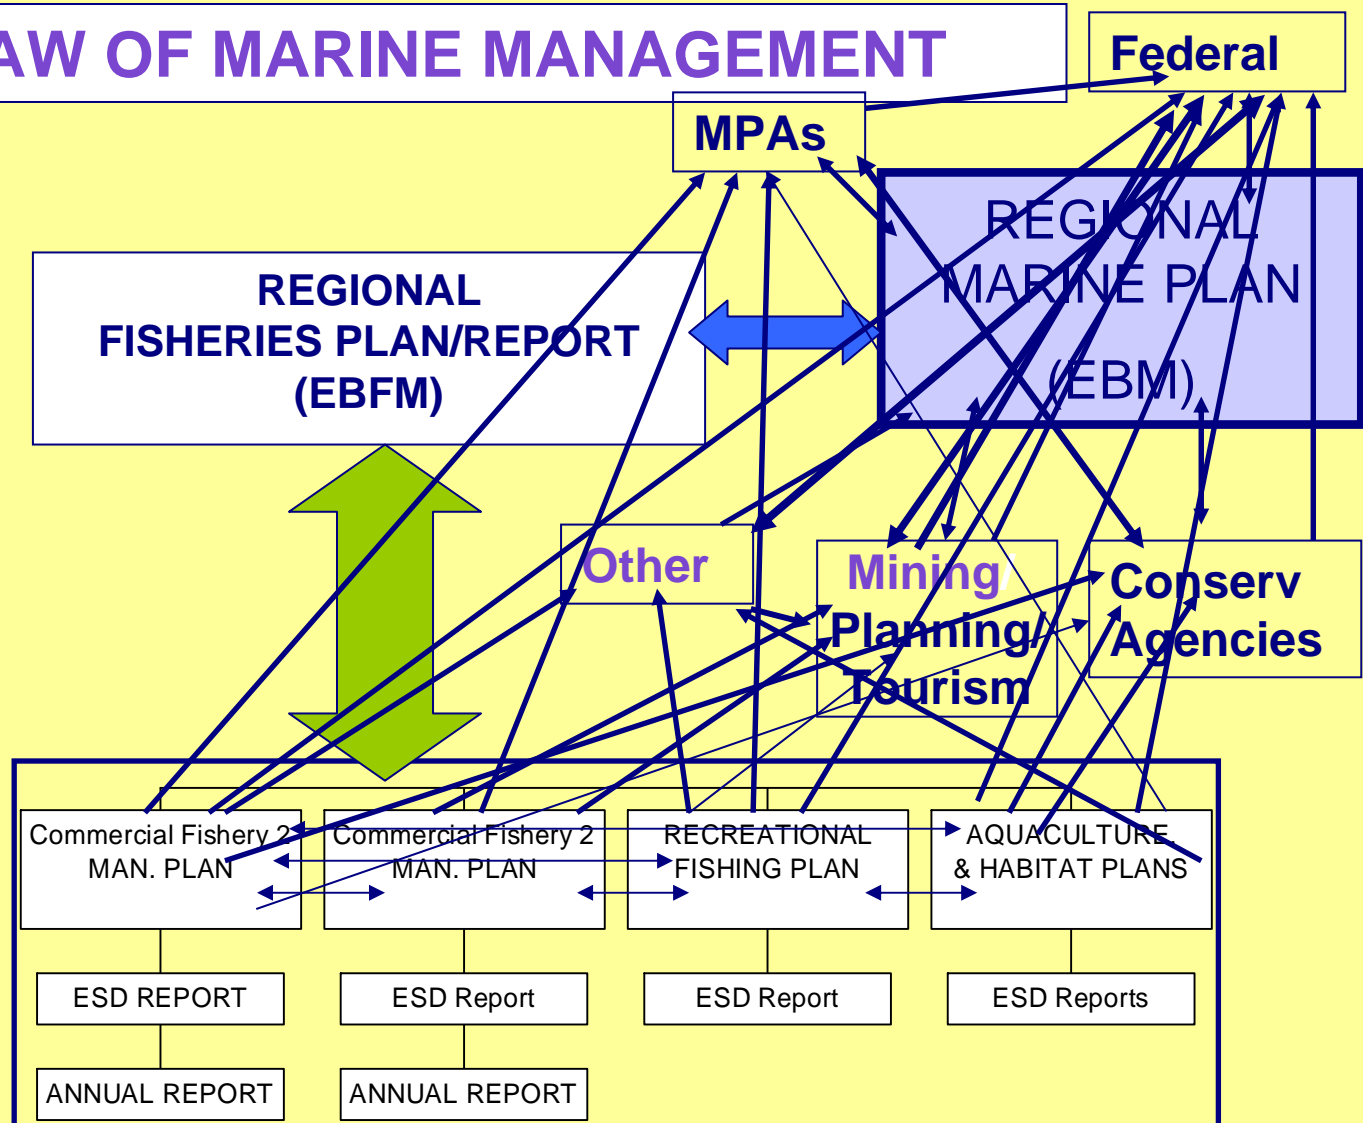 AW OF MARINE MANAGEMENT
Federal
MPAs
REGIONAL
MARINE PLAN
(EBM)
REGIONAL
FISHERIES PLAN/REPORT
(EBFM)
Other
Mining/
Planning/
Tourism
Conserv
Agencies
Commercial Fishery 2
MAN. PLAN
Commercial Fishery 2
MAN. PLAN
RECREATIONAL
FISHING PLAN
AQUACULTURE.
& HABITAT PLANS
ESD REPORT
ESD Report
ESD Report
ESD Reports
ANNUAL REPORT
ANNUAL REPORT